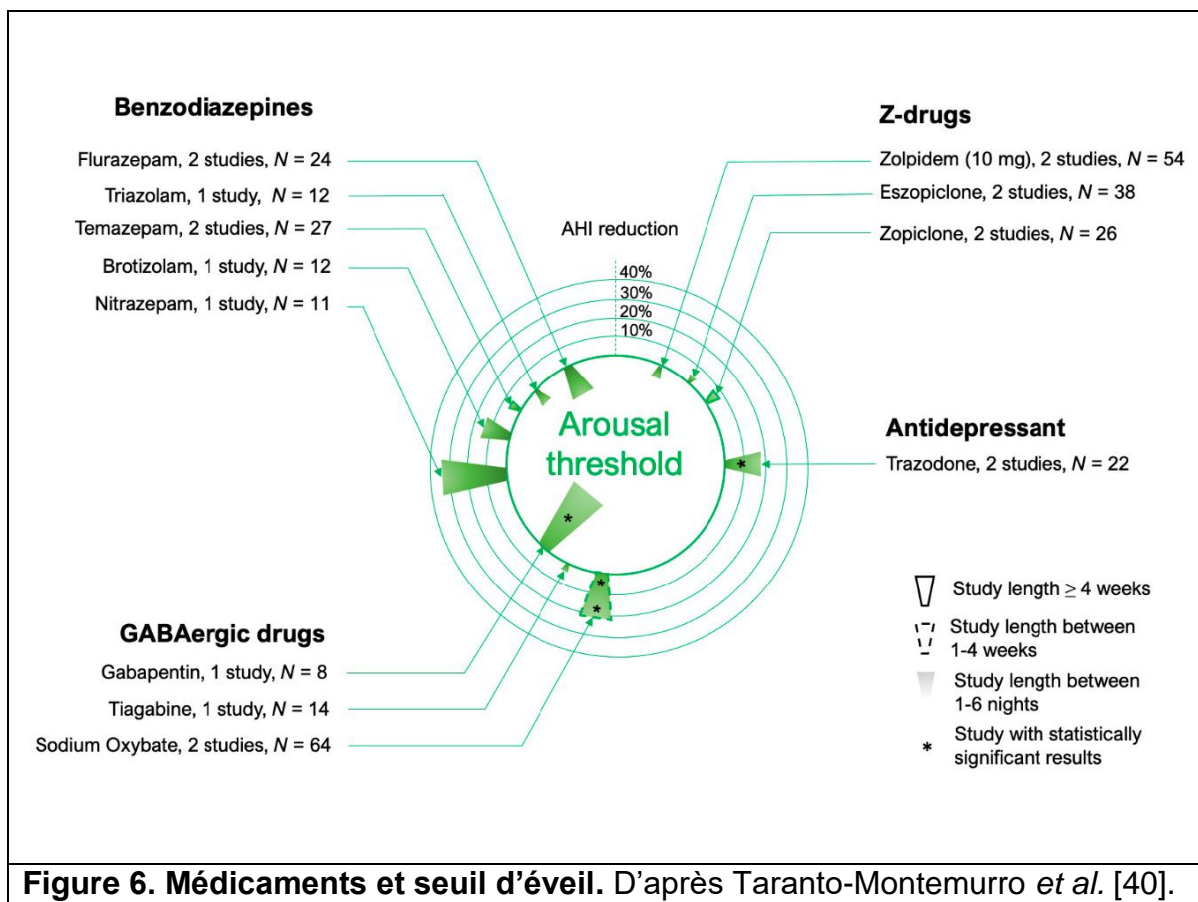 Benzodiazepines
Flurazepam, 2 studies, N = 24
Triazolam, 1 study, N = 12
Temazepam, 2 studies, N = 27
Brotizolam, 1 study, N = 12
Nitrazepam, 1 study, N = 11
Z-drugs
Zolpidem (10 mg), 2 studies, N = 54
Eszopiclone, 2 studies, N = 38
Zopiclone, 2 studies, N = 26
AHI reduction
40%
30%
20%
10%
Arousal
threshold
*
*
*
*
Antidepressant
Trazodone, 2 studies, N = 22
GABAergic drugs
Gabapentin, 1 study, N = 8
Tiagabine, 1 study, N = 14
Sodium Oxybate, 2 studies, N = 64
Study length ≥ 4 weeks
Study length between
1-4 weeks
Study length between
1-6 nights
* Study with statistically
significant results
Figure 6. Médicaments et seuil d’éveil. D’après Taranto-Montemurro et al. [40].